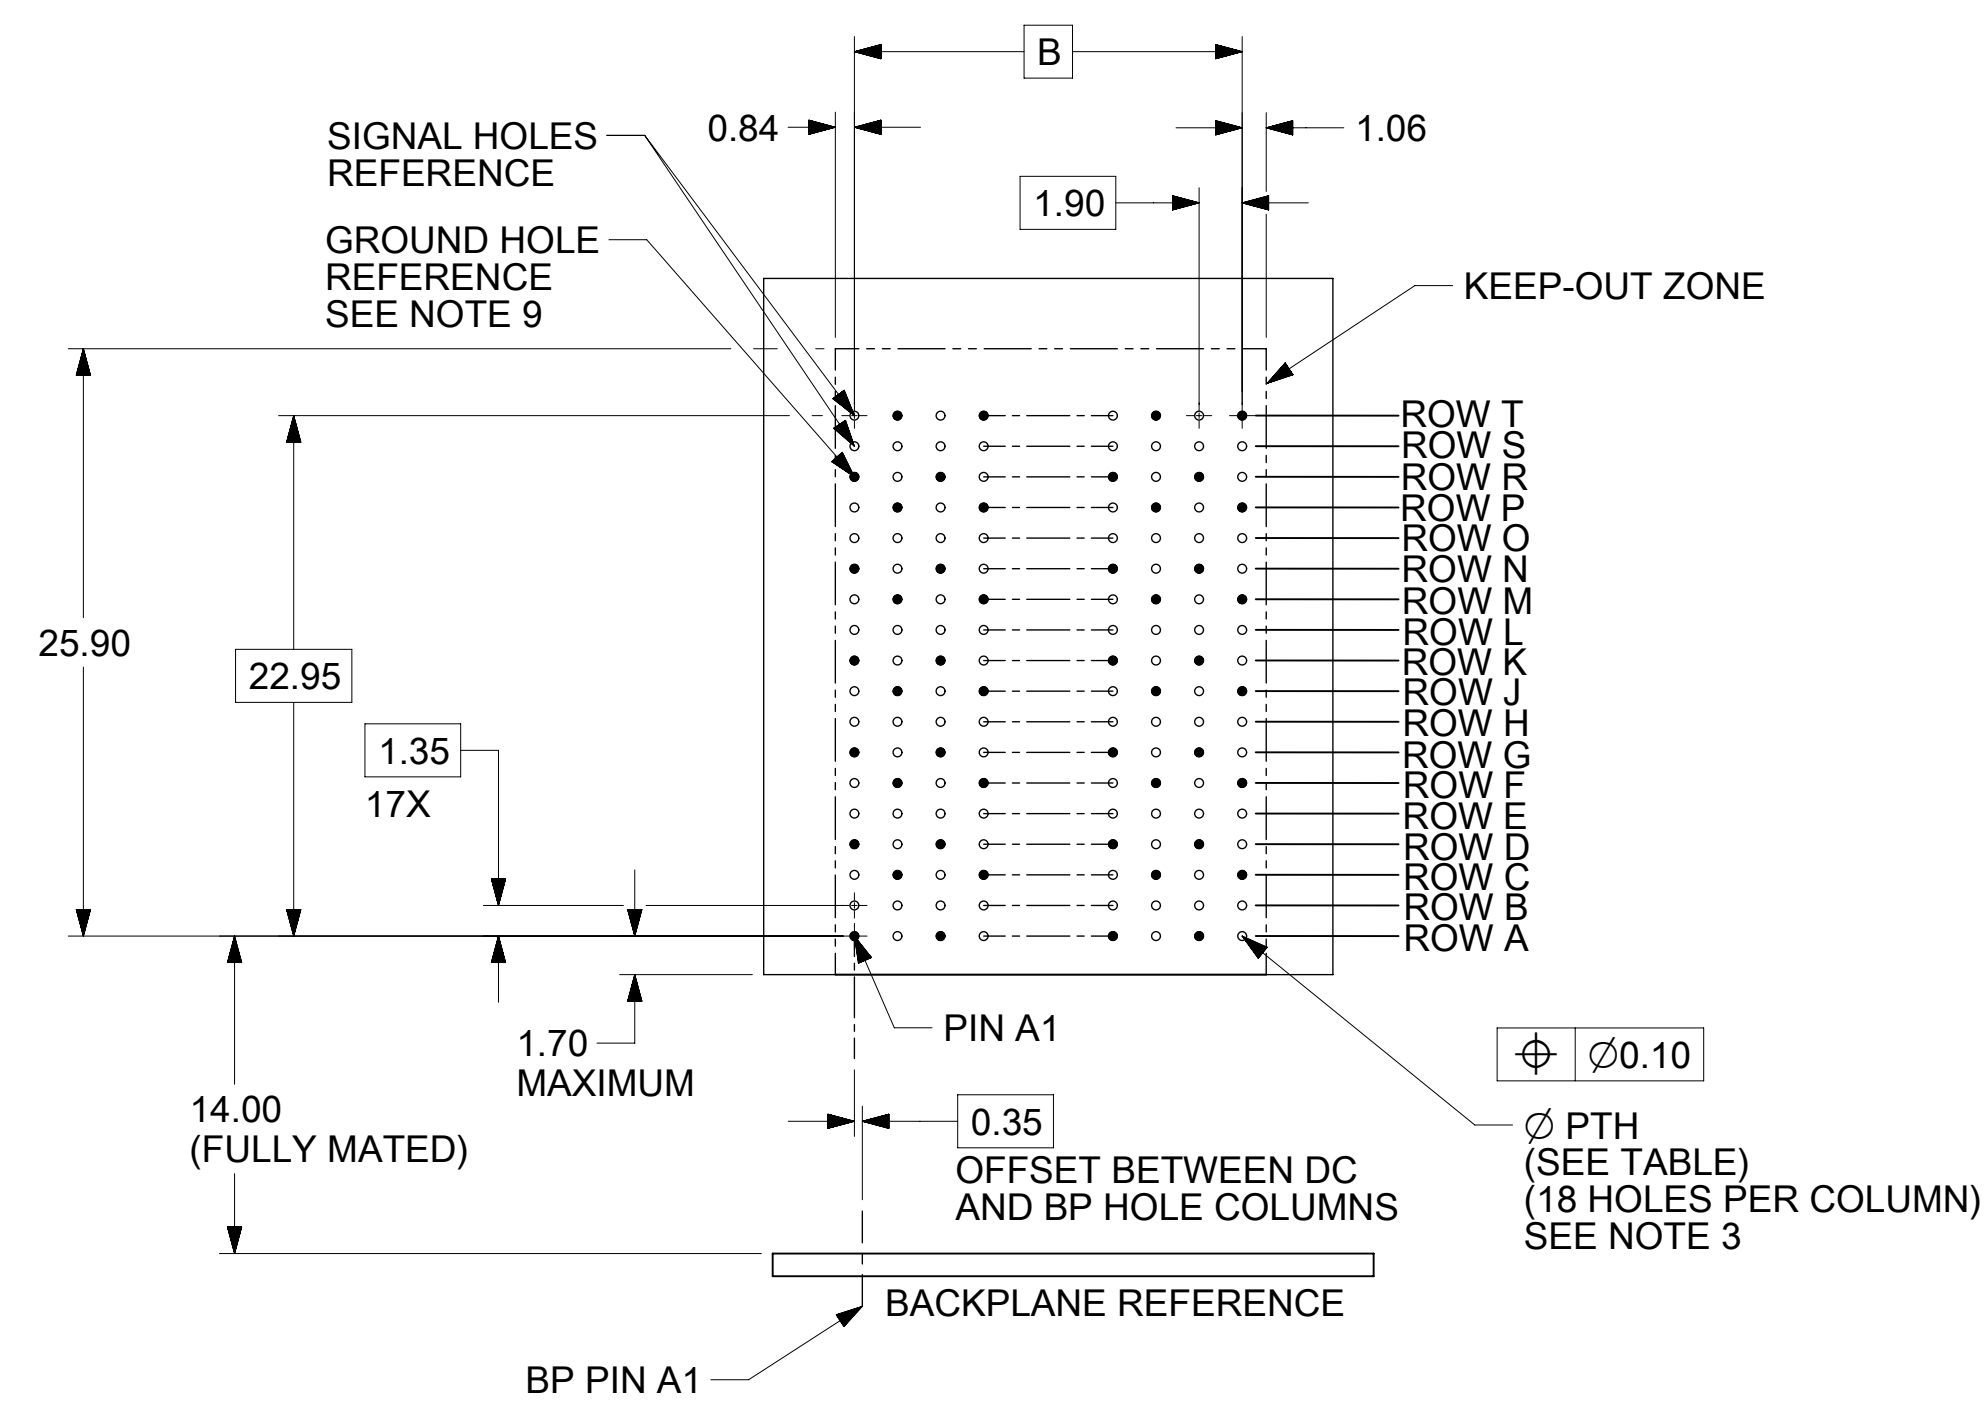 B
0.84
1.06
SIGNAL HOLES
REFERENCE
1.90
GROUND HOLE
REFERENCE
SEE NOTE 9
KEEP-OUT ZONE
ROW T
ROW S
ROW R
ROW P
ROW O
ROW N
ROW M
ROW L
ROW K
ROW J
ROW H
ROW G
ROW F
ROW E
ROW D
ROW C
ROW B
ROW A
25.90
22.95
1.35
17X
PIN A1
1.70
MAXIMUM
14.00
(FULLY MATED)
0.35
OFFSET BETWEEN DC
AND BP HOLE COLUMNS
⌖ ∅0.10
∅ PTH
(SEE TABLE)
(18 HOLES PER COLUMN)
SEE NOTE 3
BACKPLANE REFERENCE
BP PIN A1